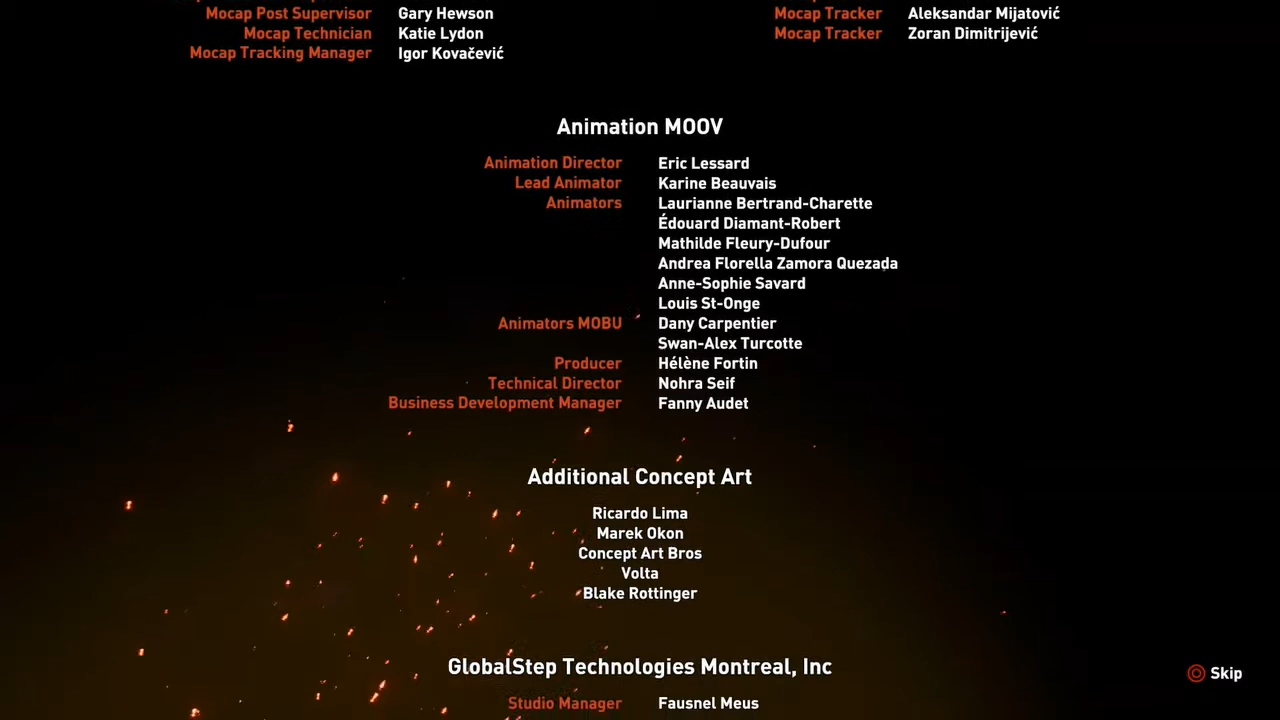 Mocap Post Supervisor Gary Hewson
Mocap Technician Katie Lydon
Mocap Tracking Manager Igor Kovačević
Mocap Tracker Aleksandar Mijatović
Mocap Tracker Zoran Dimitrijević
Animation MOOV
Animation Director Eric Lessard
Lead Animator Karine Beauvais
Animators Laurianne Bertrand-Charette
Édouard Diamant-Robert
Mathilde Fleury-Dufour
Andrea Florella Zamora Quezada
Anne-Sophie Savard
Louis St-Onge
Animators MOBU Dany Carpentier
Swan-Alex Turcotte
Producer Hélène Fortin
Technical Director Nohra Seif
Business Development Manager Fanny Audet
Additional Concept Art
Ricardo Lima
Marek Okon
Concept Art Bros
Volta
Blake Rottinger
GlobalStep Technologies Montreal, Inc
Studio Manager Fausnel Meus
Skip